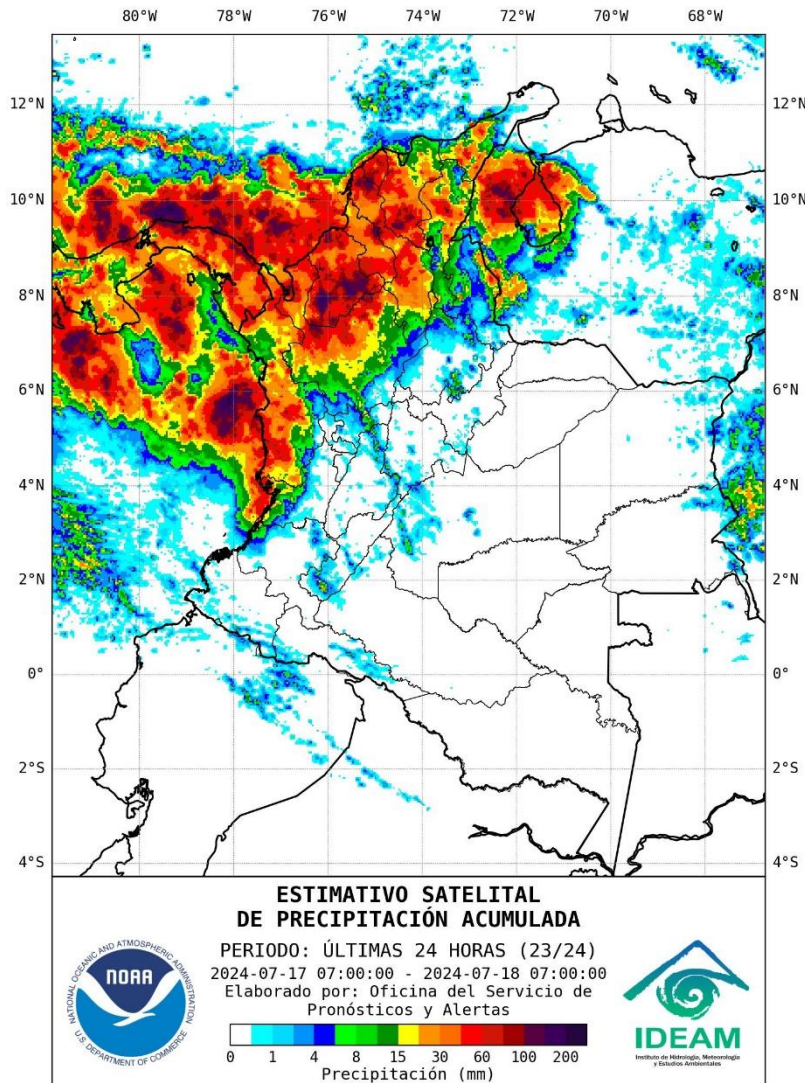 80°W 78°W 76°W 74°W 72°W 70°W 68°W
12°N 12°N
10°N 10°N
8°N 8°N
6°N 6°N
4°N 4°N
2°N 2°N
0° 0°
2°S 2°S
4°S 4°S
ESTIMATIVO SATELITAL
DE PRECIPITACIÓN ACUMULADA
PERIODO: ÚLTIMAS 24 HORAS (23/24)
2024-07-17 07:00:00 - 2024-07-18 07:00:00
Elaborado por: Oficina del Servicio de
Pronósticos y Alertas
0 1 4 8 15 30 60 100 200
Precipitación (mm)
NATIONAL OCEANIC AND ATMOSPHERIC ADMINISTRATION
NOAA
U.S. DEPARTMENT OF COMMERCE
IDEAM
Instituto de Hidrología, Meteorología
y Estudios Ambientales